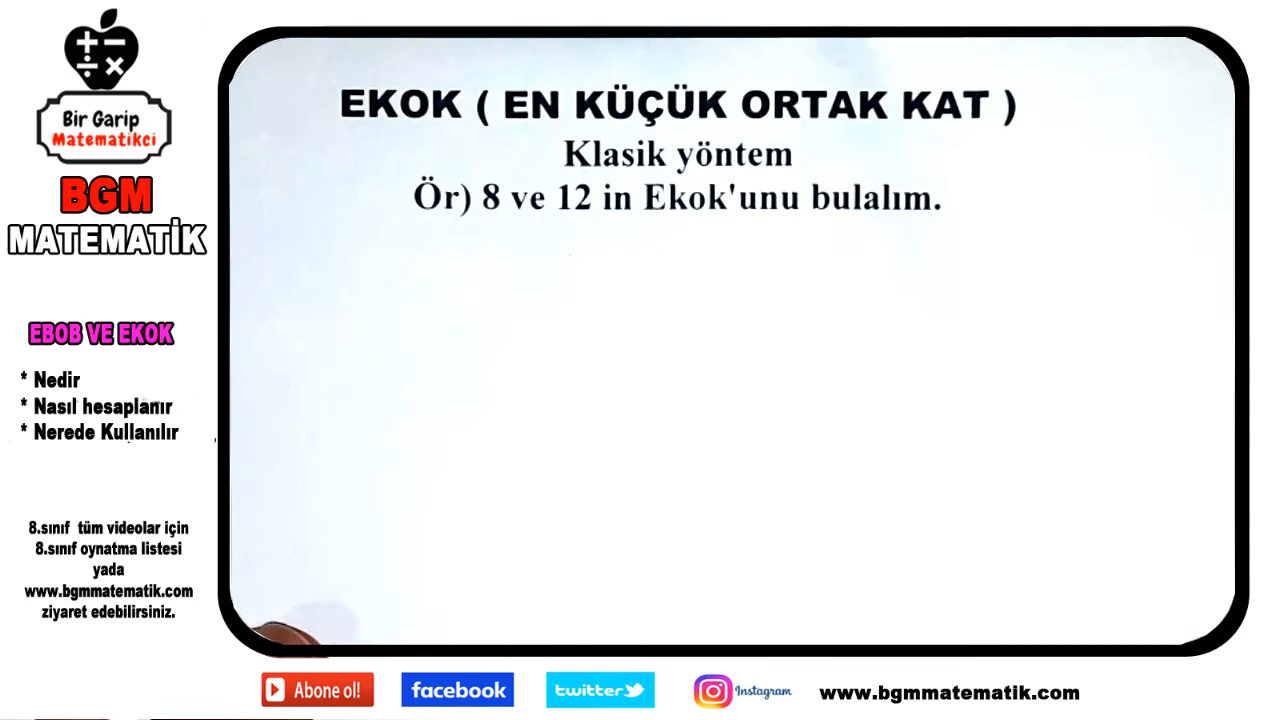 Bir Garip
Matematikci
BGM
MATEMATİK
EBOB VE EKOK
* Nedir
* Nasıl hesaplanır
* Nerede Kullanılır
8.sınıf tüm videolar için
8.sınıf oynatma listesi
yada
www.bgmmatematik.com
ziyaret edebilirsiniz.
EKOK ( EN KÜÇÜK ORTAK KAT )
Klasik yöntem
Ör) 8 ve 12 in Ekok'unu bulalım.
Abone ol!
facebook
twitter
Instagram
www.bgmmatematik.com